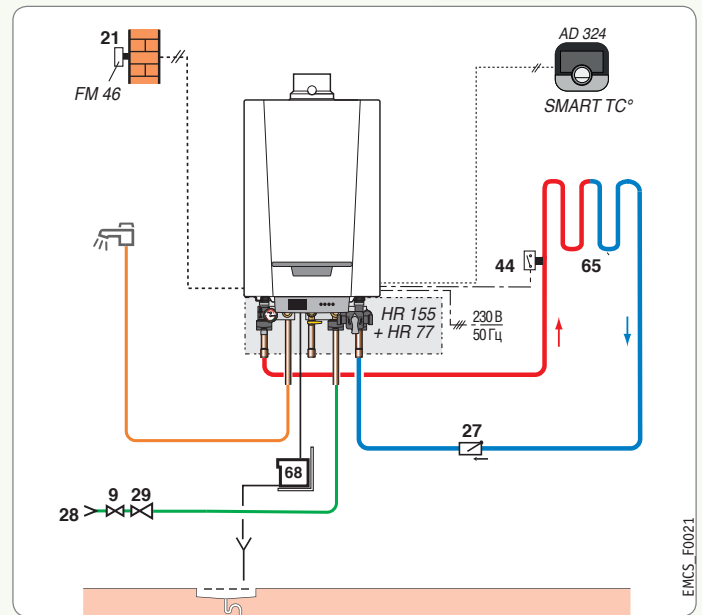 21
FM 46
AD 324
SMART TC°
44
65
HR 155
+ HR 77
230 В
50 Гц
27
68
28
9
29
EMCS_F0021